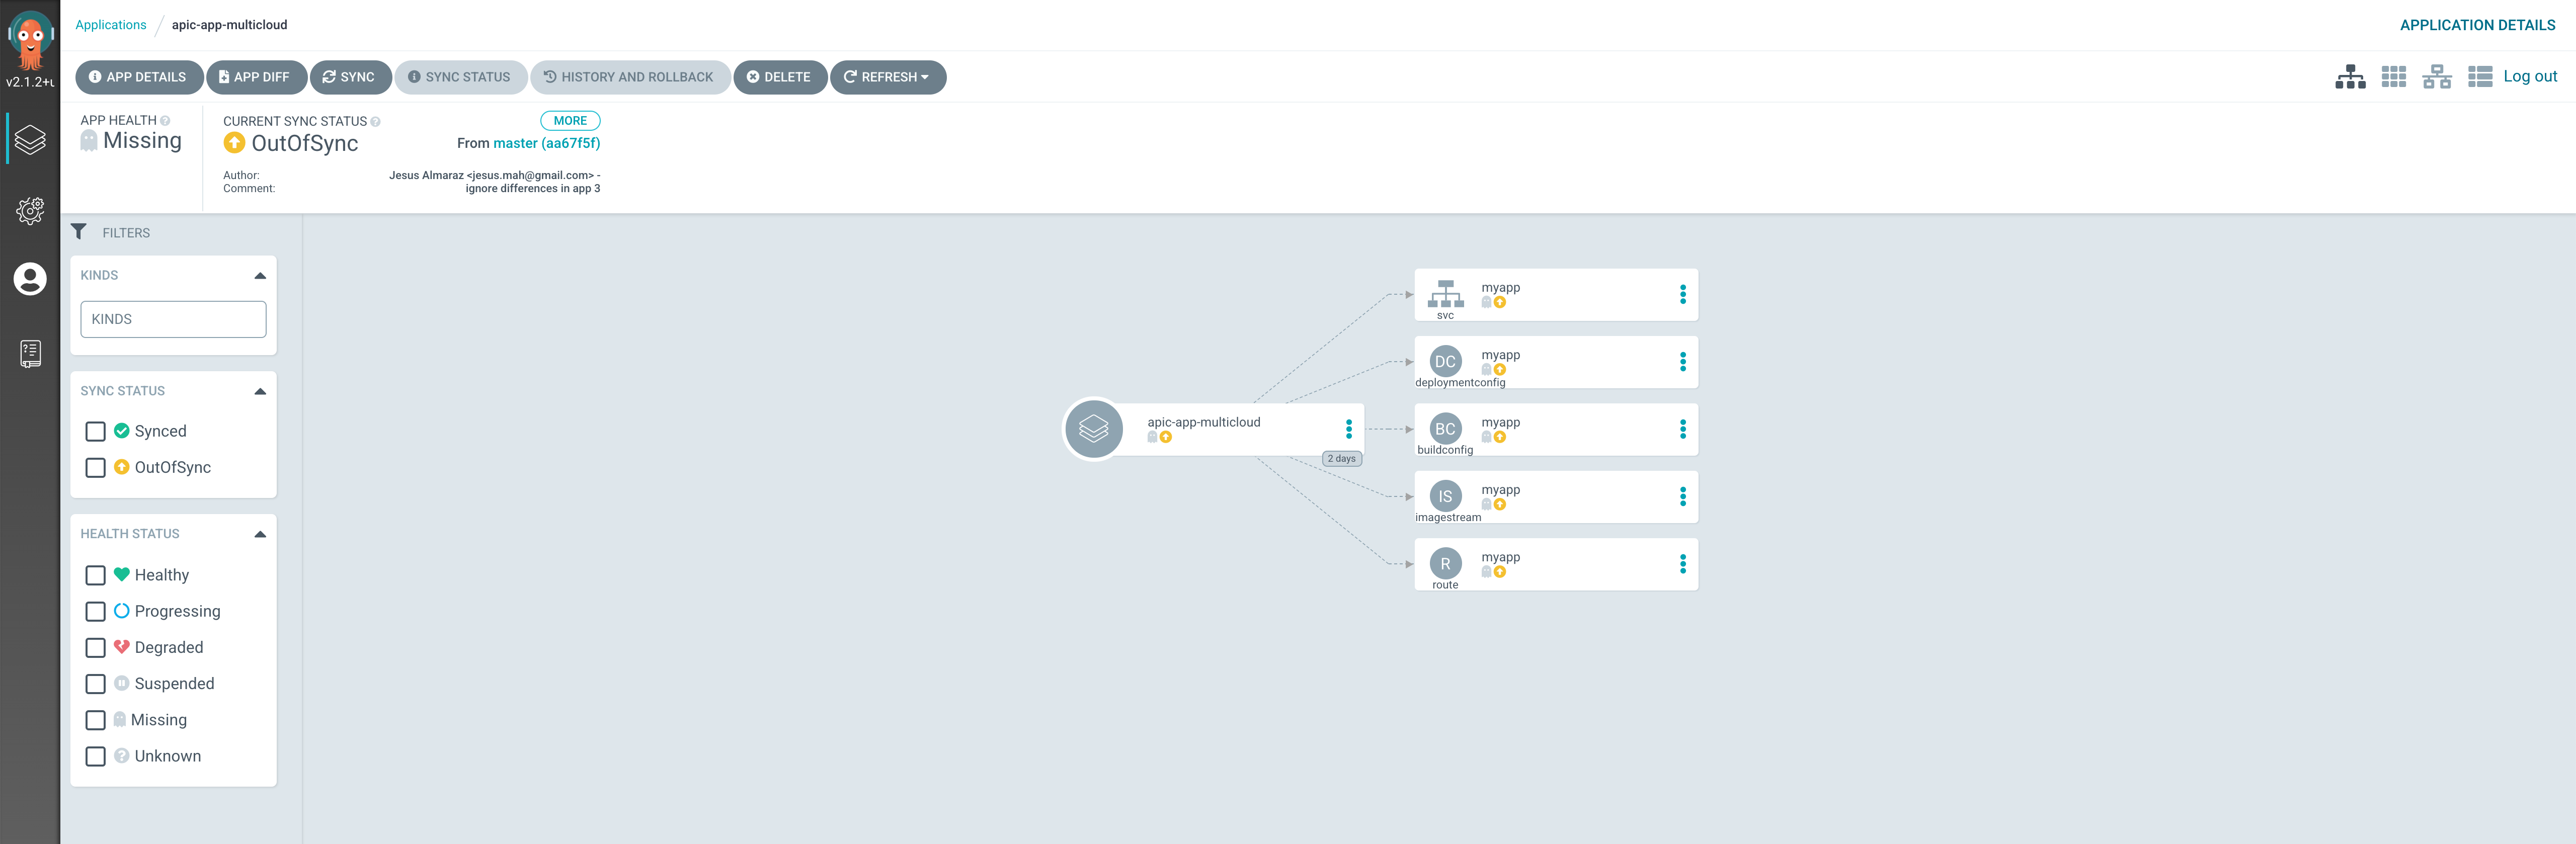 Applications / apic-app-multicloud
APPLICATION DETAILS
v2.1.2+u
APP DETAILS
APP DIFF
SYNC
SYNC STATUS
HISTORY AND ROLLBACK
DELETE
REFRESH
Log out
APP HEALTH
Missing
CURRENT SYNC STATUS
MORE
OutOfSync
From master (aa67f5f)
Author:
Jesus Almaraz <jesus.mah@gmail.com> -
Comment:
ignore differences in app 3
FILTERS
KINDS
KINDS
SYNC STATUS
Synced
OutOfSync
HEALTH STATUS
Healthy
Progressing
Degraded
Suspended
Missing
Unknown
apic-app-multicloud
2 days
myapp
svc
DC
myapp
deploymentconfig
BC
myapp
buildconfig
IS
myapp
imagestream
R
myapp
route